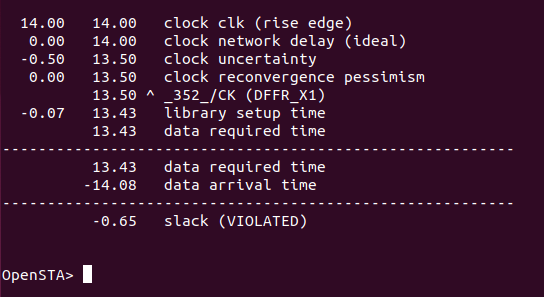 14.00 14.00 clock clk (rise edge)
0.00 14.00 clock network delay (ideal)
-0.50 13.50 clock uncertainty
0.00 13.50 clock reconvergence pessimism
13.50 ^ _352_/CK (DFFR_X1)
-0.07 13.43 library setup time
13.43 data required time
---------------------------------------------------------
13.43 data required time
-14.08 data arrival time
---------------------------------------------------------
-0.65 slack (VIOLATED)
OpenSTA>